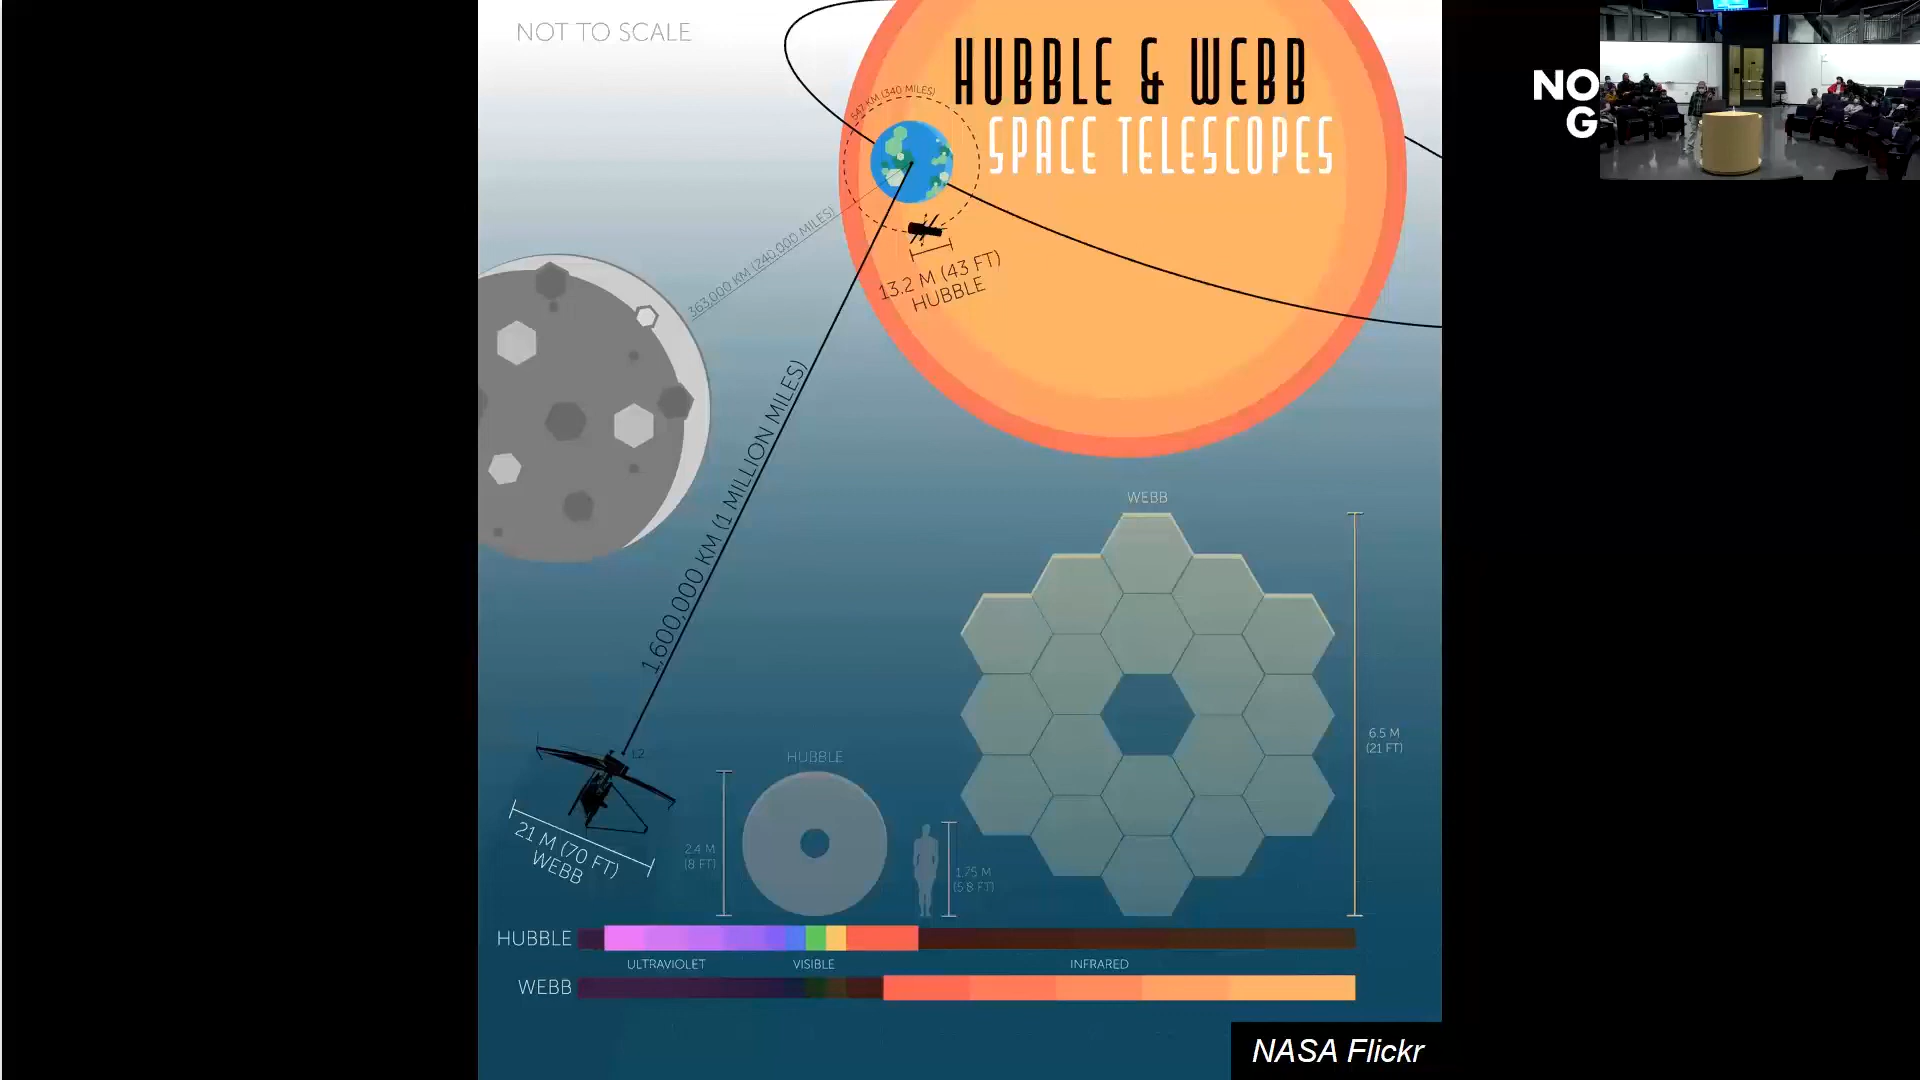 NOT TO SCALE
HUBBLE & WEBB
SPACE TELESCOPES
547 KM (340 MILES)
363,000 KM (240,000 MILES)
13.2 M (43 FT)
HUBBLE
1,600,000 KM (1 MILLION MILES)
L2
21 M (70 FT)
WEBB
HUBBLE
2.4 M
(8 FT)
1.75 M
(5.8 FT)
WEBB
6.5 M
(21 FT)
HUBBLE
ULTRAVIOLET
VISIBLE
INFRARED
WEBB
NASA Flickr
NO
G